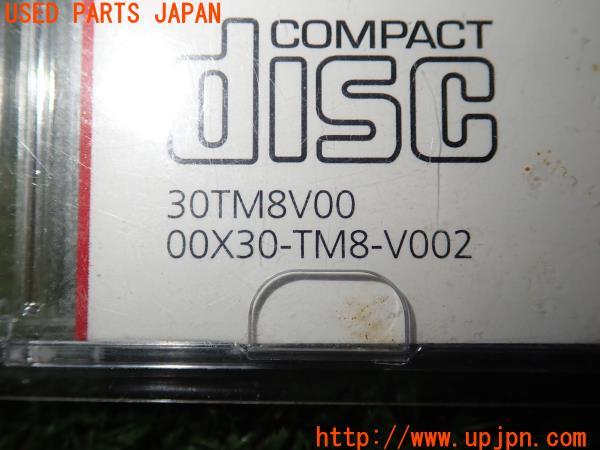 USED PARTS JAPAN
COMPACT
disc
30TM8V00
00X30-TM8-V002
http://www.upjpn.com